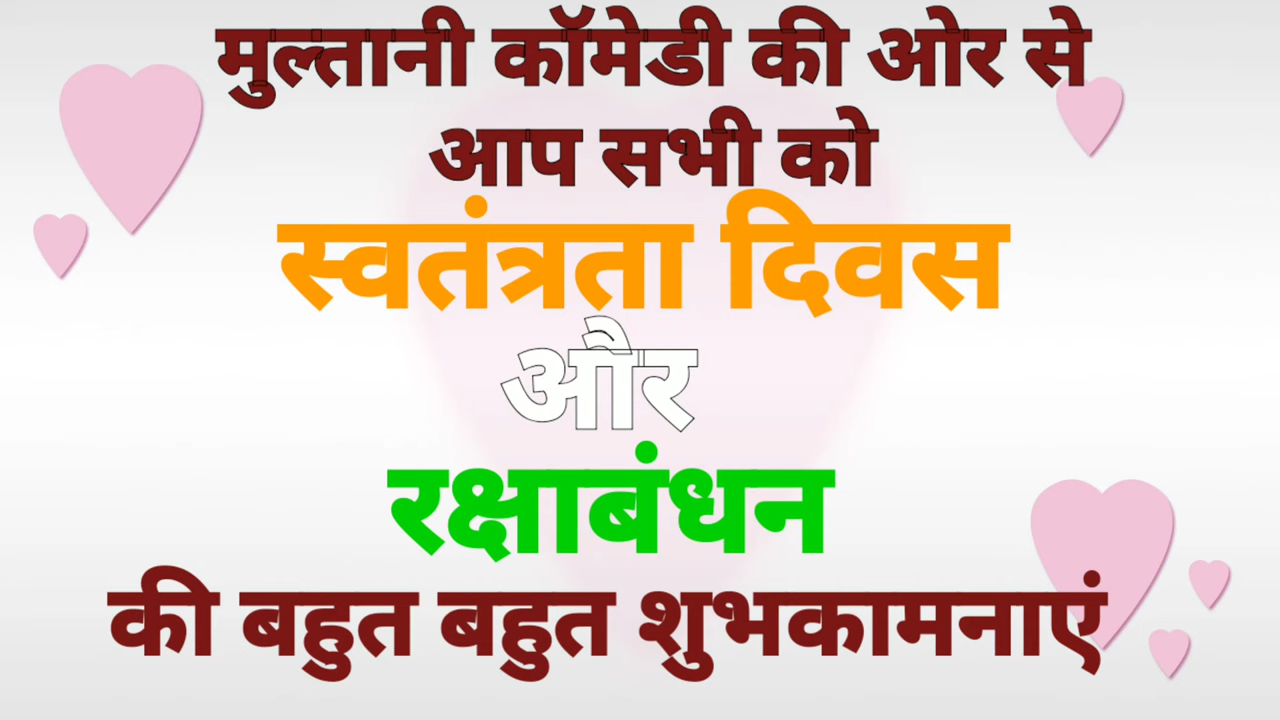 मुल्तानी कॉमेडी की ओर से
आप सभी को
स्वतंत्रता दिवस
और
रक्षाबंधन
की बहुत बहुत शुभकामनाएं